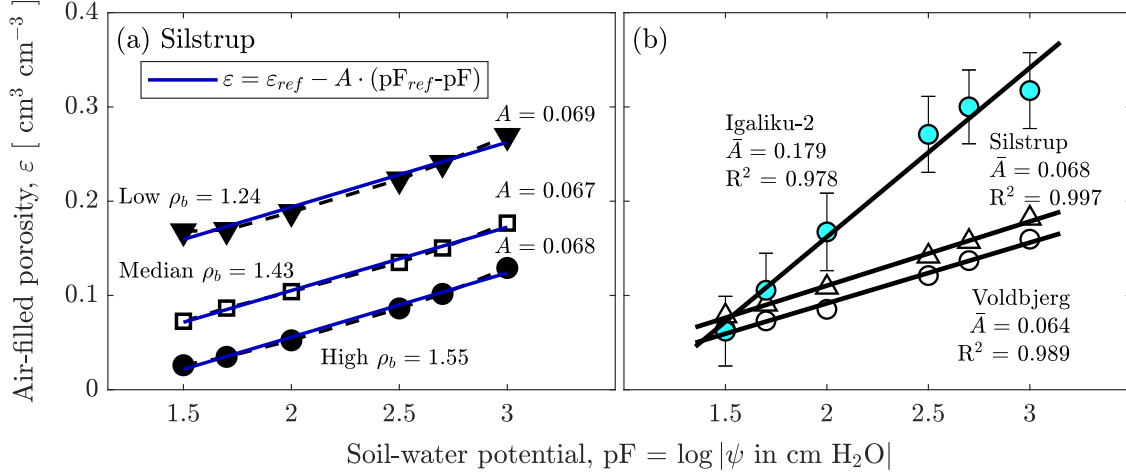 Air-filled porosity, ε [ cm³ cm⁻³ ]
0.4
0.3
0.2
0.1
0
(a) Silstrup
ε = ε_ref − A · (pF_ref-pF)
A = 0.069
Low ρ_b = 1.24
A = 0.067
Median ρ_b = 1.43
A = 0.068
High ρ_b = 1.55
1.5 2 2.5 3
(b)
Igaliku-2
Ā = 0.179
R² = 0.978
Silstrup
Ā = 0.068
R² = 0.997
Voldbjerg
Ā = 0.064
R² = 0.989
1.5 2 2.5 3
Soil-water potential, pF = log |ψ in cm H₂O|